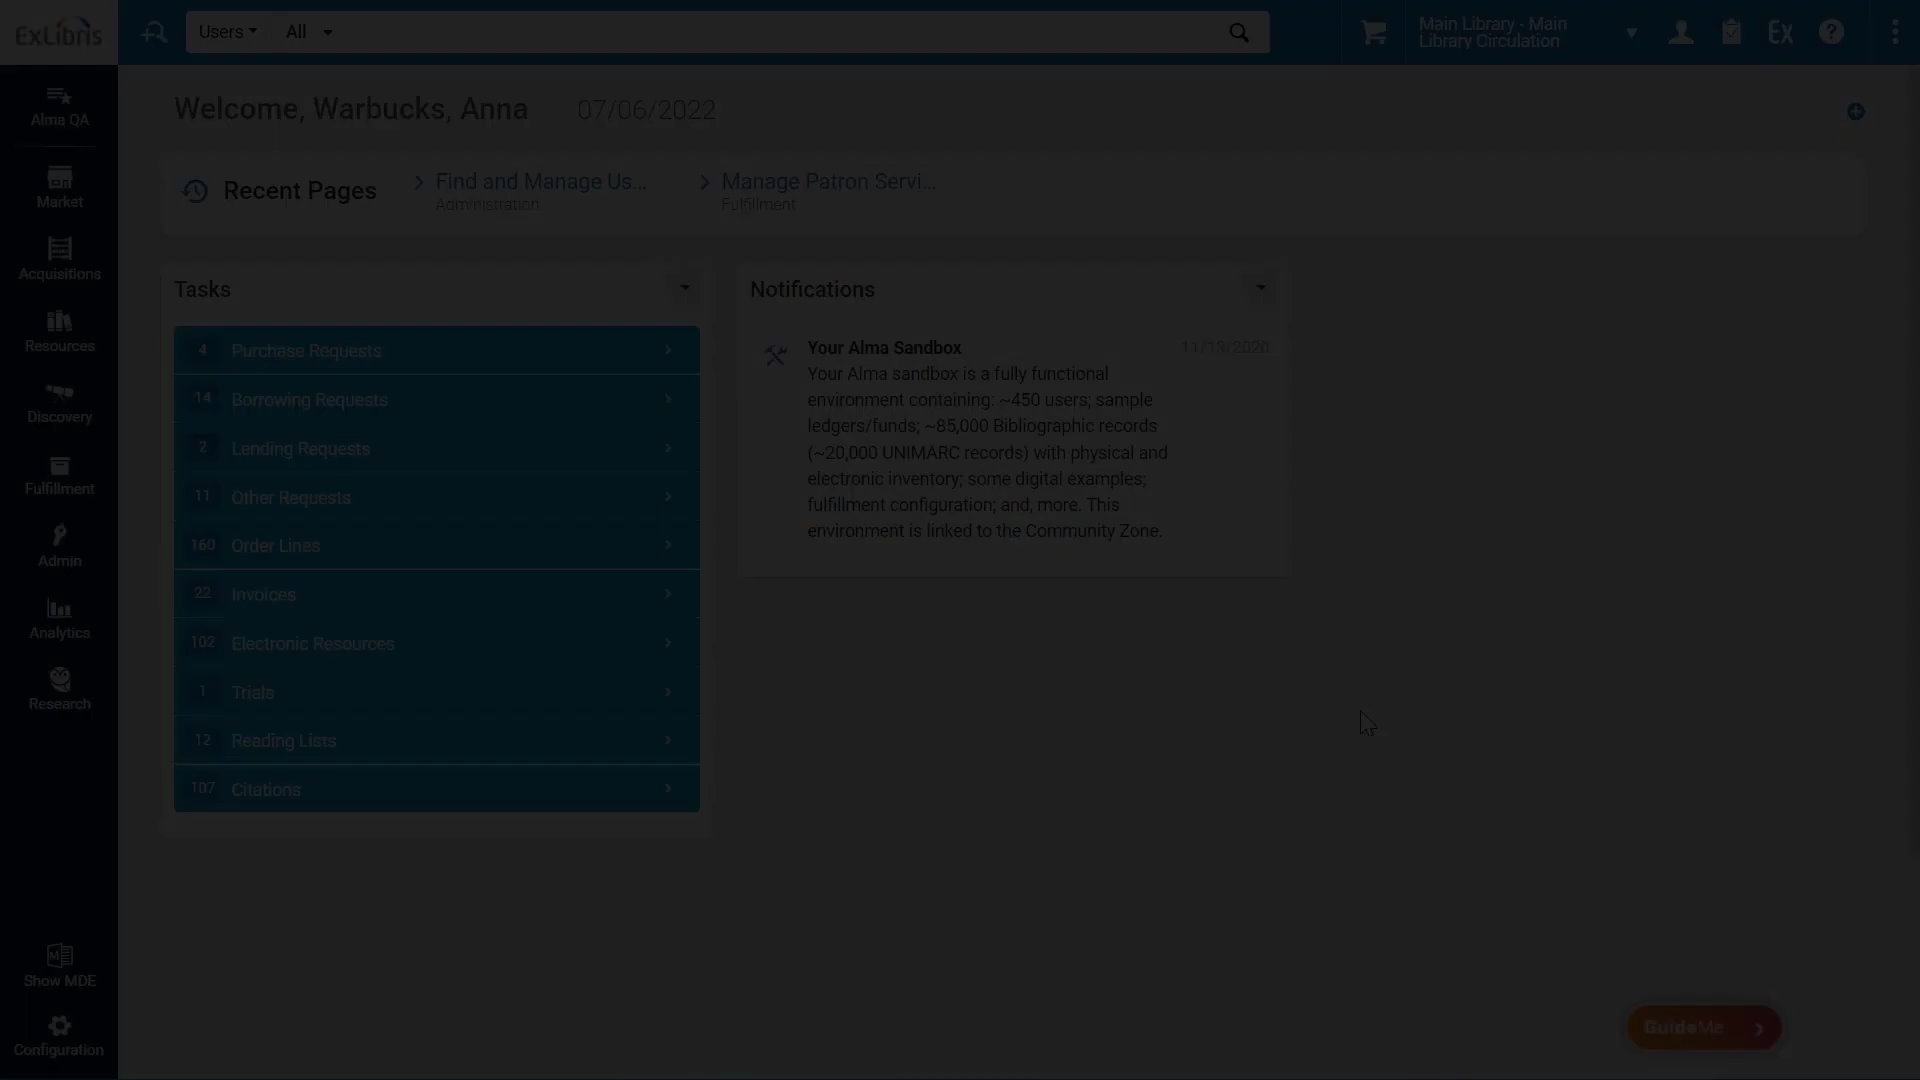 ExLibris
Users
All
Main Library - Main
Library Circulation
Ex
?
Alma QA
Market
Acquisitions
Resources
Discovery
Fulfillment
Admin
Analytics
Research
Show MDE
Configuration
Welcome, Warbucks, Anna 07/06/2022
Recent Pages
Find and Manage Us...
Administration
Manage Patron Servi...
Fulfillment
Tasks
4 Purchase Requests
14 Borrowing Requests
2 Lending Requests
11 Other Requests
160 Order Lines
22 Invoices
102 Electronic Resources
1 Trials
12 Reading Lists
107 Citations
Notifications
Your Alma Sandbox 11/13/2020
Your Alma sandbox is a fully functional
environment containing: ~450 users; sample
ledgers/funds; ~85,000 Bibliographic records
(~20,000 UNIMARC records) with physical and
electronic inventory; some digital examples;
fulfillment configuration; and, more. This
environment is linked to the Community Zone.
GuideMe